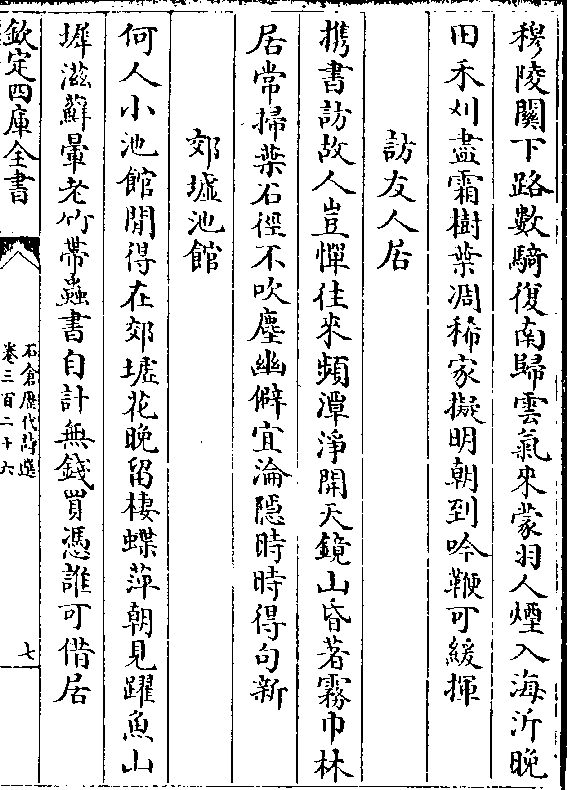 穆陵關下路數騎復南歸雲氣來蒙羽人煙入海沂晩
田禾刈盡霜樹葉凋稀家擬明朝到吟鞭可緩揮
訪友人居
攜書訪故人豈憚往來頻潭淨開天鏡山昏著霧巾林
居常掃葉石徑不吹塵幽僻宜淪隱時時得句新
郊墟池館
何人小池館閒得在郊墟花晚留棲蝶萍朝見躍魚山
墀滋蘚暈老竹帶蟲書自計無錢買憑誰可借居
欽定四庫全書
石倉歷代詩選
卷三百二十六
七